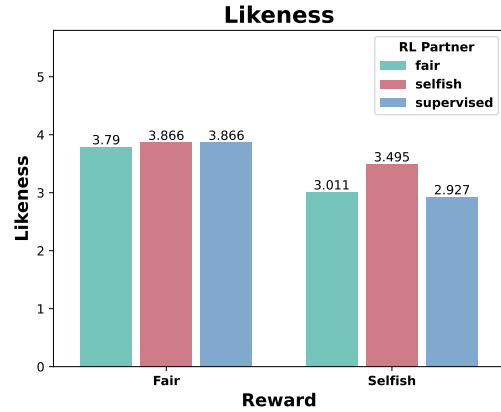 Likeness
RL Partner
fair
selfish
supervised
Likeness
5
4
3
2
1
0
3.79
3.866
3.866
3.011
3.495
2.927
Fair
Selfish
Reward